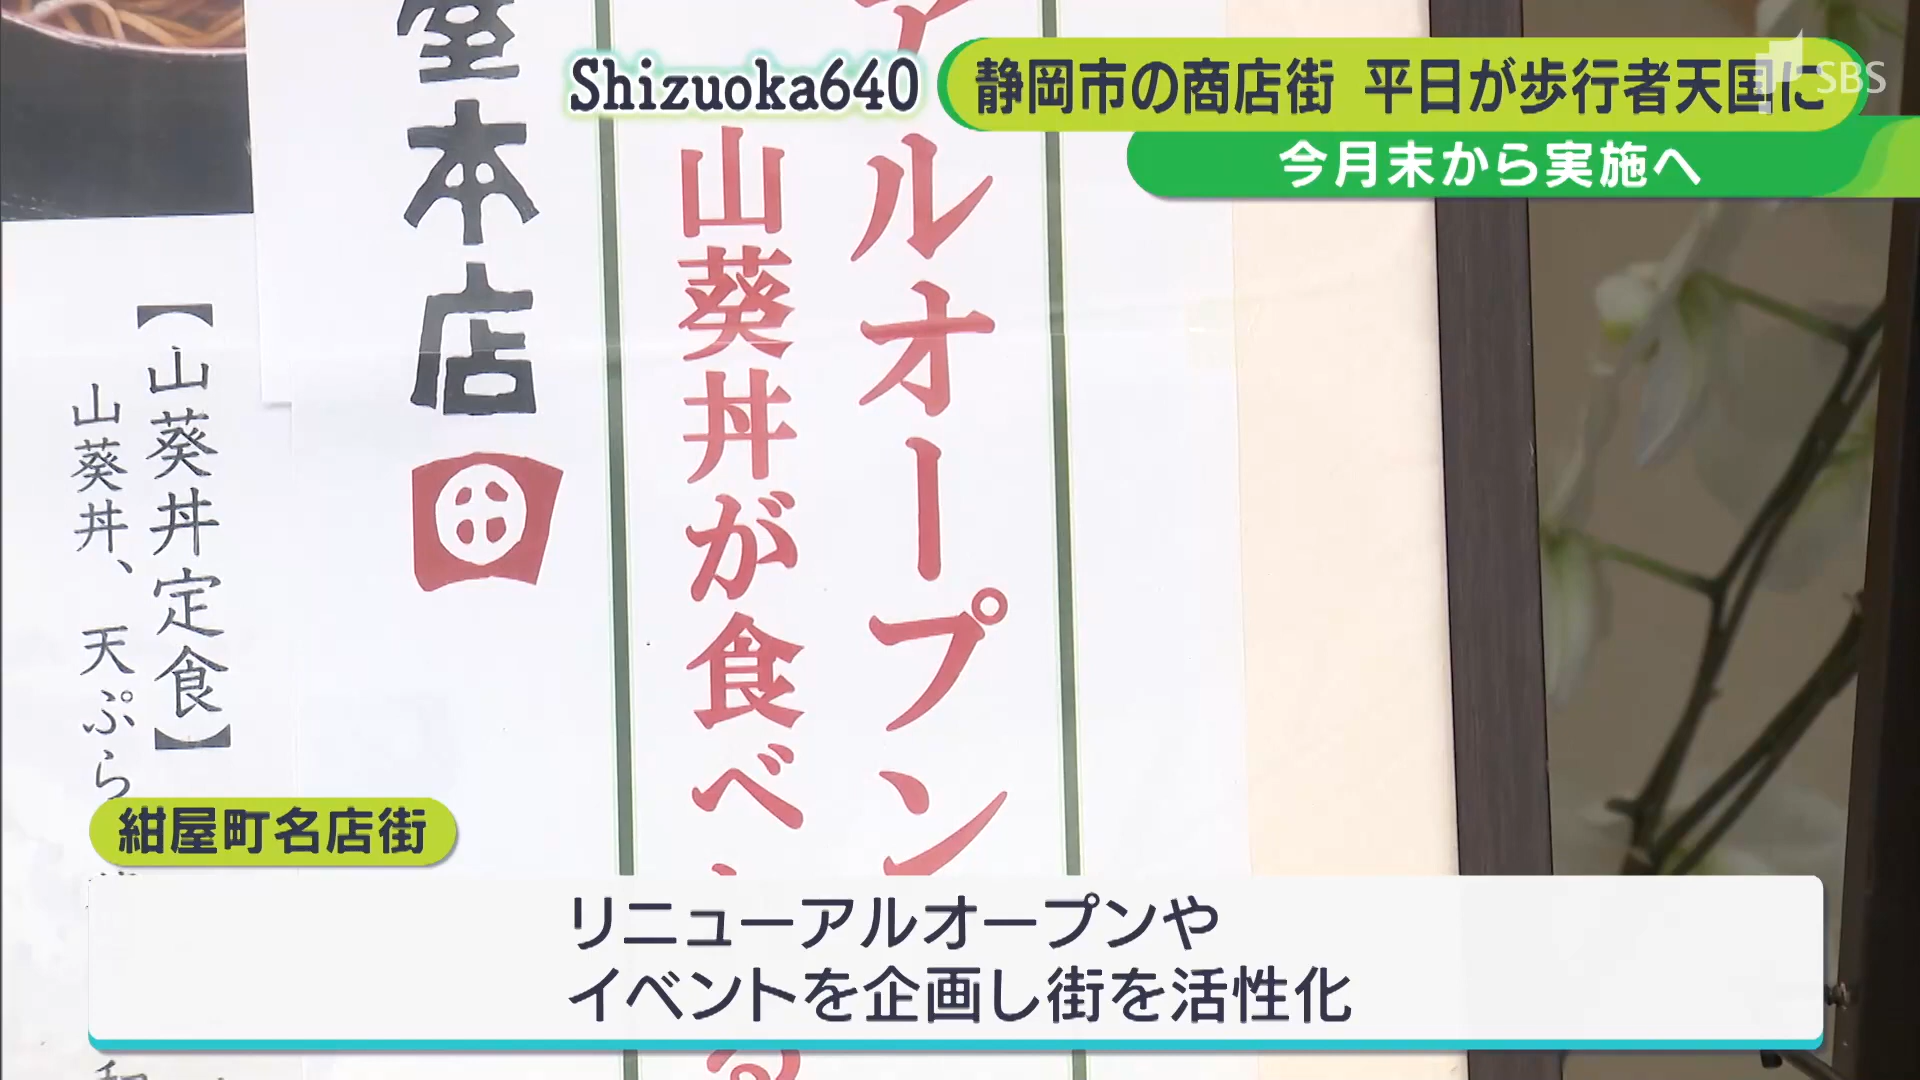 Shizuoka640
静岡市の商店街 平日が歩行者天国に
SBS
今月末から実施へ
アルオープン
山葵丼が食べ
る
屋本店
【山葵丼定食】
山葵丼、天ぷら
紺屋町名店街
リニューアルオープンや
イベントを企画し街を活性化